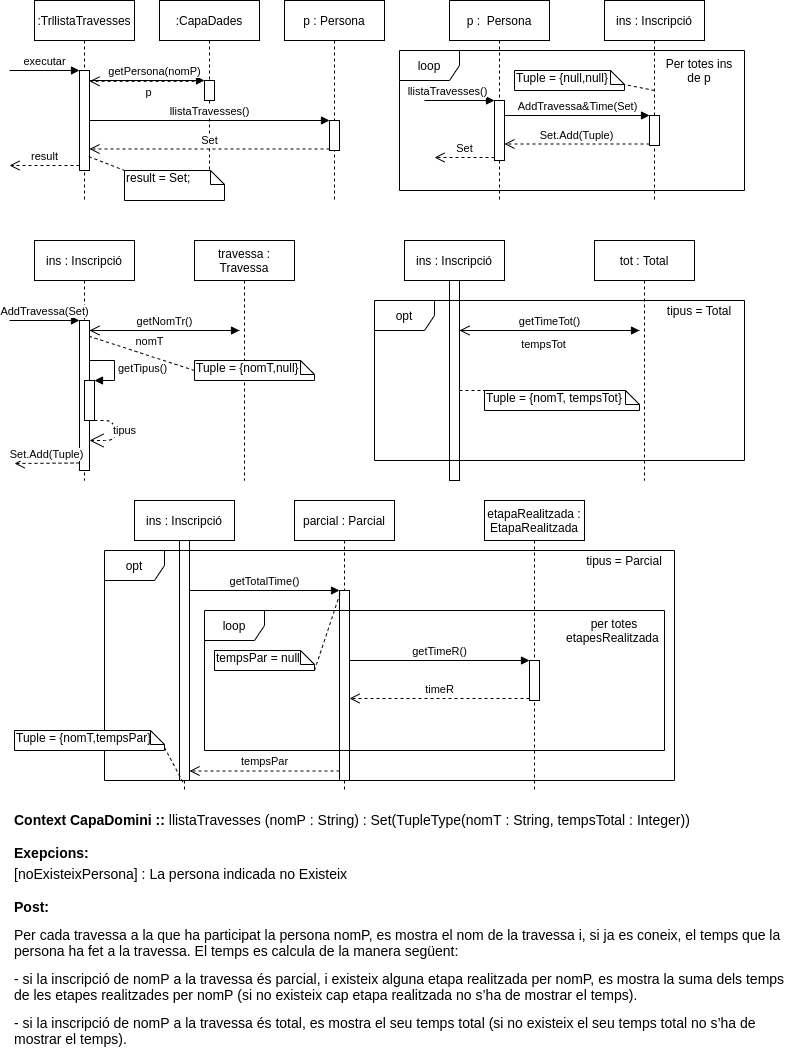 :TrllistaTravesses
:CapaDades
p : Persona
executar
getPersona(nomP)
p
llistaTravesses()
Set
result
result = Set;
p :  Persona
ins : Inscripció
loop
Per totes ins
de p
Tuple = {null,null}
llistaTravesses()
AddTravessa&Time(Set)
Set.Add(Tuple)
Set
ins : Inscripció
travessa :
Travessa
AddTravessa(Set)
getNomTr()
nomT
getTipus()
Tuple = {nomT,null}
tipus
Set.Add(Tuple)
ins : Inscripció
tot : Total
opt
tipus = Total
getTimeTot()
tempsTot
Tuple = {nomT, tempsTot}
ins : Inscripció
parcial : Parcial
etapaRealitzada :
EtapaRealitzada
opt
tipus = Parcial
getTotalTime()
loop
per totes
etapesRealitzada
tempsPar = null
getTimeR()
timeR
Tuple = {nomT,tempsPar}
tempsPar
Context CapaDomini :: llistaTravesses (nomP : String) : Set(TupleType(nomT : String, tempsTotal : Integer))
Exepcions:
[noExisteixPersona] : La persona indicada no Existeix
Post:
Per cada travessa a la que ha participat la persona nomP, es mostra el nom de la travessa i, si ja es coneix, el temps que la
persona ha fet a la travessa. El temps es calcula de la manera següent:
- si la inscripció de nomP a la travessa és parcial, i existeix alguna etapa realitzada per nomP, es mostra la suma dels temps
de les etapes realitzades per nomP (si no existeix cap etapa realitzada no s’ha de mostrar el temps).
- si la inscripció de nomP a la travessa és total, es mostra el seu temps total (si no existeix el seu temps total no s’ha de
mostrar el temps).